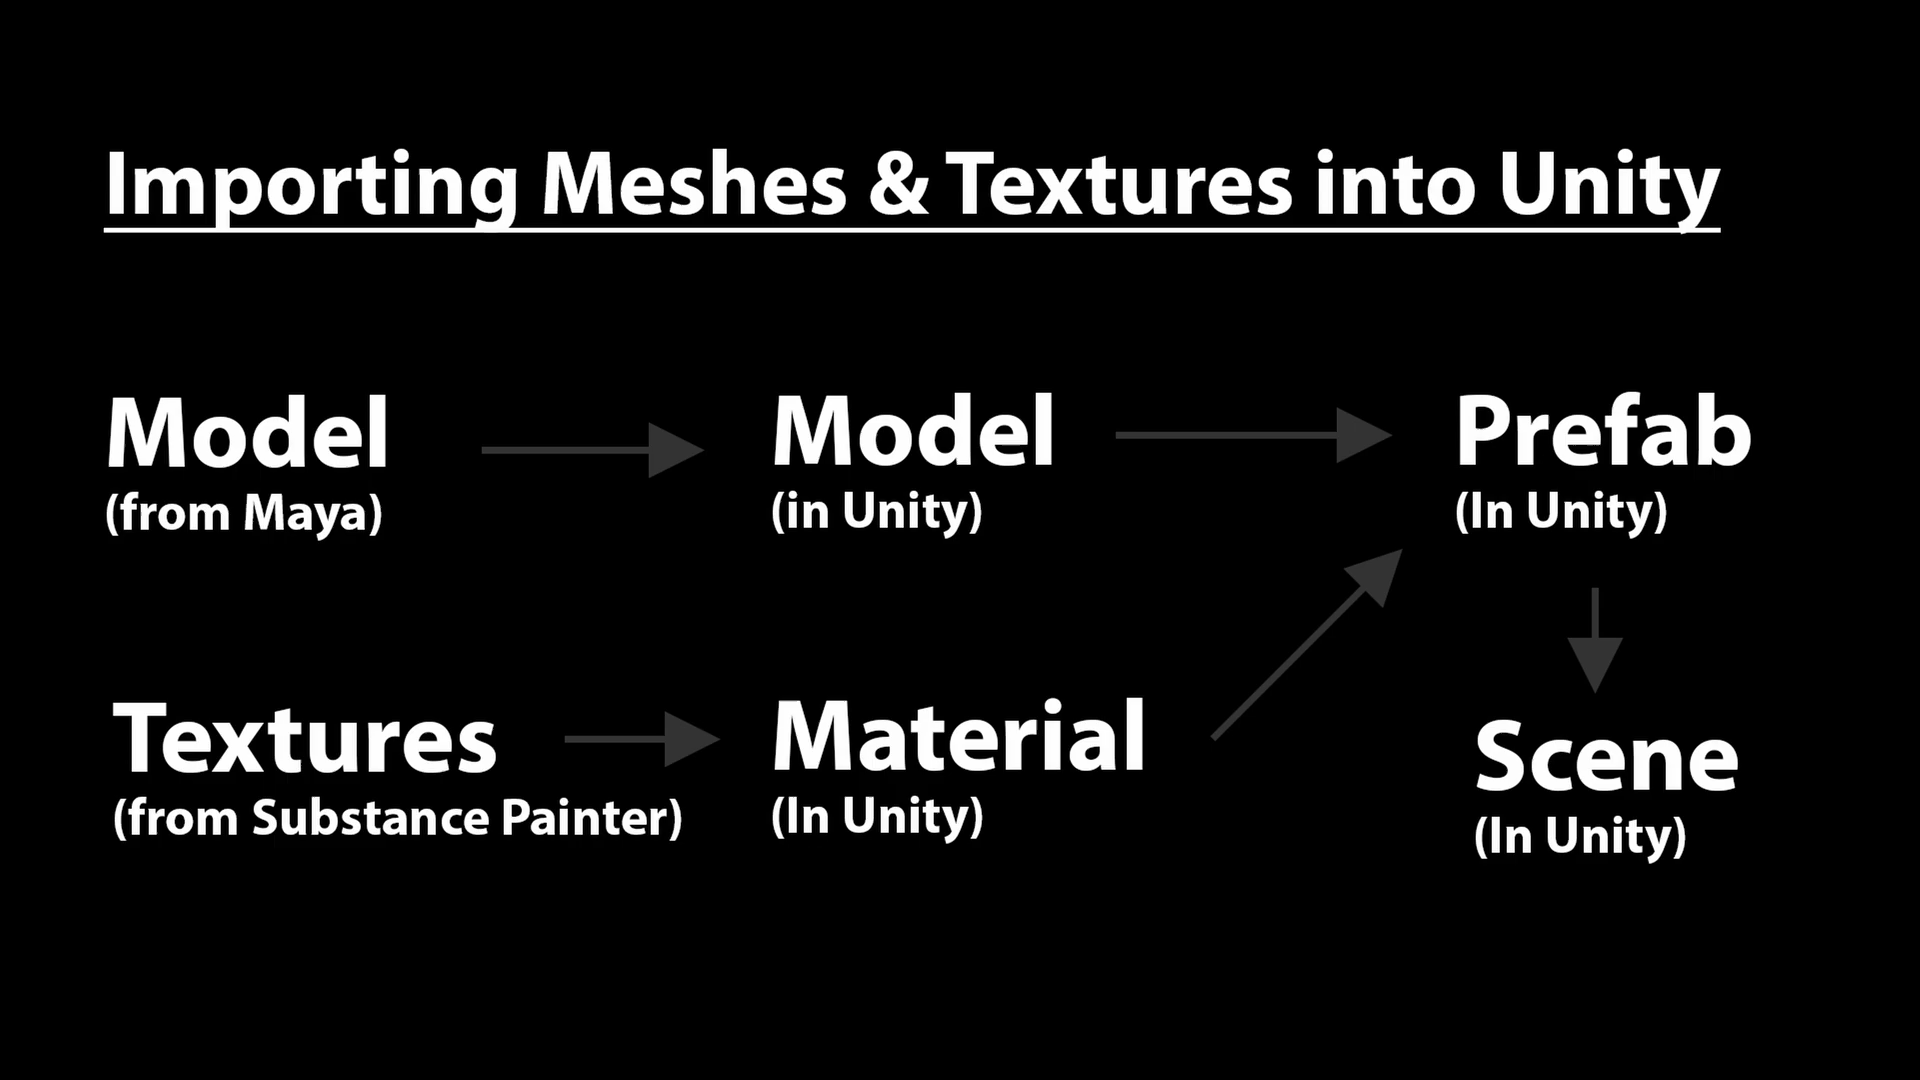 Importing Meshes & Textures into Unity
Model
(from Maya)
Model
(in Unity)
Prefab
(In Unity)
Textures
(from Substance Painter)
Material
(In Unity)
Scene
(In Unity)